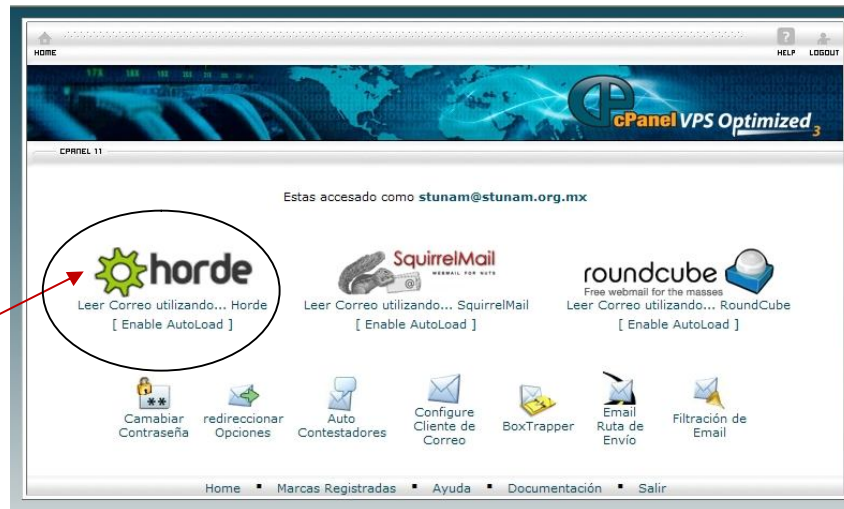 HOME
HELP LOGOUT
cPanel VPS Optimized 3
CPANEL 11
Estas accesado como stunam@stunam.org.mx
horde
SquirrelMail
WEBMAIL FOR NUTS
roundcube
Free webmail for the masses
Leer Correo utilizando... Horde
Leer Correo utilizando... SquirrelMail
Leer Correo utilizando... RoundCube
[ Enable AutoLoad ]
[ Enable AutoLoad ]
[ Enable AutoLoad ]
Camabiar
Contraseña
redireccionar
Opciones
Auto
Contestadores
Configure
Cliente de
Correo
BoxTrapper
Email
Ruta de
Envío
Filtración de
Email
Home ▪ Marcas Registradas ▪ Ayuda ▪ Documentación ▪ Salir